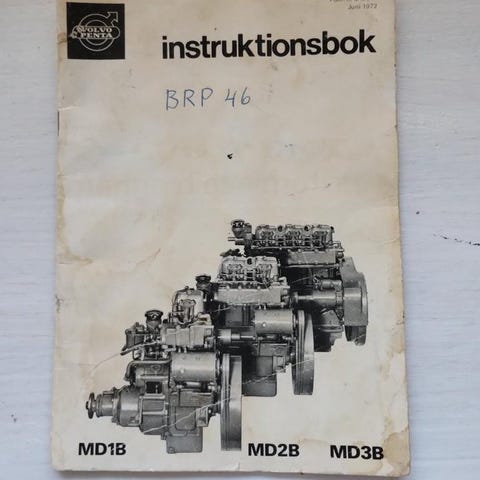 VOLVO
PENTA
Juni 1972
instruktionsbok
BRP 46
MD1B MD2B MD3B